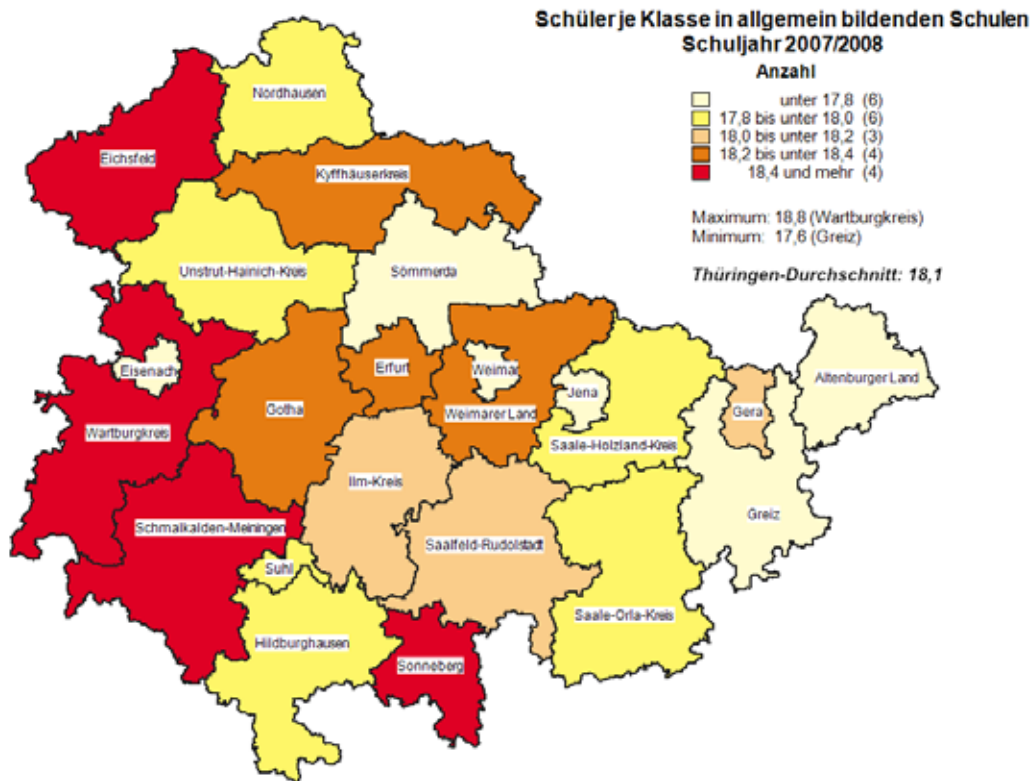 Schüler je Klasse in allgemein bildenden Schulen
Schuljahr 2007/2008
Anzahl
unter 17,8 (6)
17,8 bis unter 18,0 (6)
18,0 bis unter 18,2 (3)
18,2 bis unter 18,4 (4)
18,4 und mehr (4)
Maximum: 18,8 (Wartburgkreis)
Minimum: 17,6 (Greiz)
Thüringen-Durchschnitt: 18,1
Nordhausen
Eichsfeld
Kyffhäuserkreis
Unstrut-Hainich-Kreis
Sömmerda
Eisenach
Erfurt
Weimar
Altenburger Land
Jena
Gotha
Weimarer Land
Gera
Wartburgkreis
Saale-Holzland-Kreis
Ilm-Kreis
Greiz
Schmalkalden-Meiningen
Saalfeld-Rudolstadt
Suhl
Saale-Orla-Kreis
Hildburghausen
Sonneberg